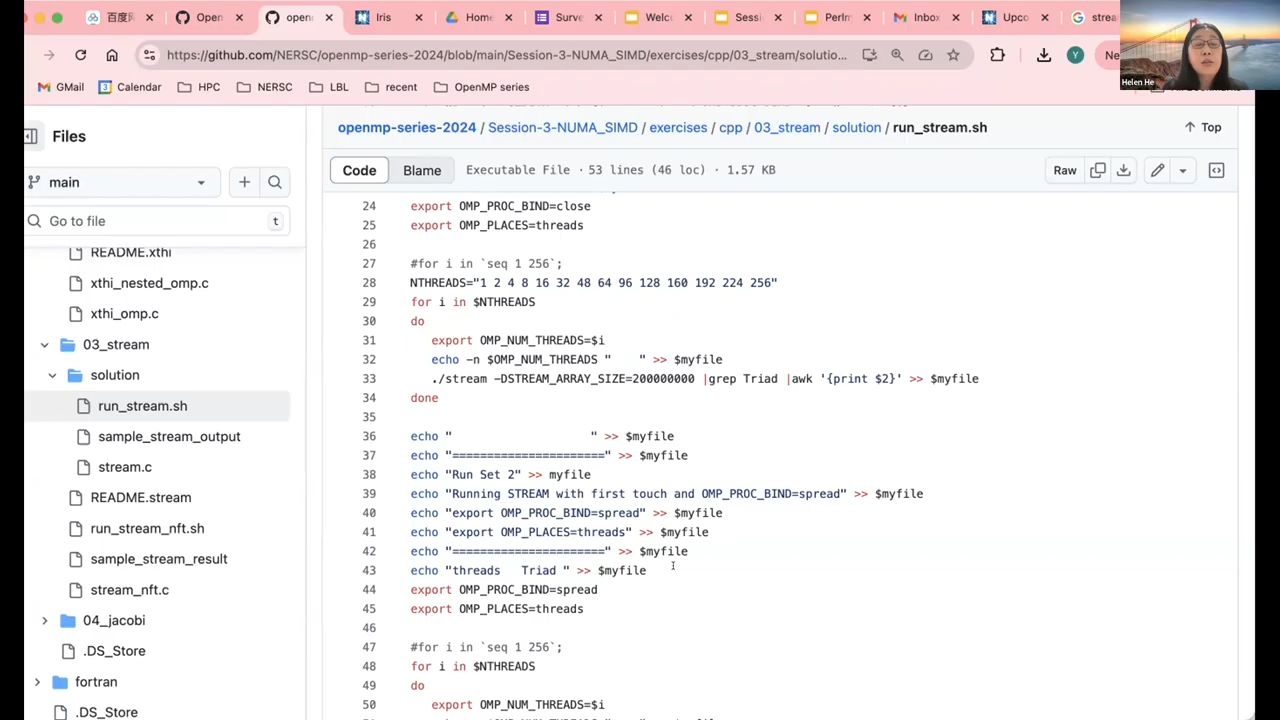 百度
Open
open
Iris
Home
Surve
Welc
Sessi
PerIm
Inbox
Upco
strea
https://github.com/NERSC/openmp-series-2024/blob/main/Session-3-NUMA_SIMD/exercises/cpp/03_stream/solutio...
Y
Ne
Helen He
GMail
Calendar
HPC
NERSC
LBL
recent
OpenMP series
Files
main
Go to file
t
README.xthi
xthi_nested_omp.c
xthi_omp.c
03_stream
solution
run_stream.sh
sample_stream_output
stream.c
README.stream
run_stream_nft.sh
sample_stream_result
stream_nft.c
04_jacobi
.DS_Store
fortran
.DS_Store
openmp-series-2024 / Session-3-NUMA_SIMD / exercises / cpp / 03_stream / solution / run_stream.sh
Top
Code
Blame
Executable File · 53 lines (46 loc) · 1.57 KB
Raw
24 export OMP_PROC_BIND=close
25 export OMP_PLACES=threads
26
27 #for i in `seq 1 256`;
28 NTHREADS="1 2 4 8 16 32 48 64 96 128 160 192 224 256"
29 for i in $NTHREADS
30 do
31 export OMP_NUM_THREADS=$i
32 echo -n $OMP_NUM_THREADS "    " >> $myfile
33 ./stream -DSTREAM_ARRAY_SIZE=200000000 |grep Triad |awk '{print $2}' >> $myfile
34 done
35
36 echo "                    " >> $myfile
37 echo "======================" >> $myfile
38 echo "Run Set 2" >> myfile
39 echo "Running STREAM with first touch and OMP_PROC_BIND=spread" >> $myfile
40 echo "export OMP_PROC_BIND=spread" >> $myfile
41 echo "export OMP_PLACES=threads" >> $myfile
42 echo "======================" >> $myfile
43 echo "threads   Triad " >> $myfile
44 export OMP_PROC_BIND=spread
45 export OMP_PLACES=threads
46
47 #for i in `seq 1 256`;
48 for i in $NTHREADS
49 do
50 export OMP_NUM_THREADS=$i